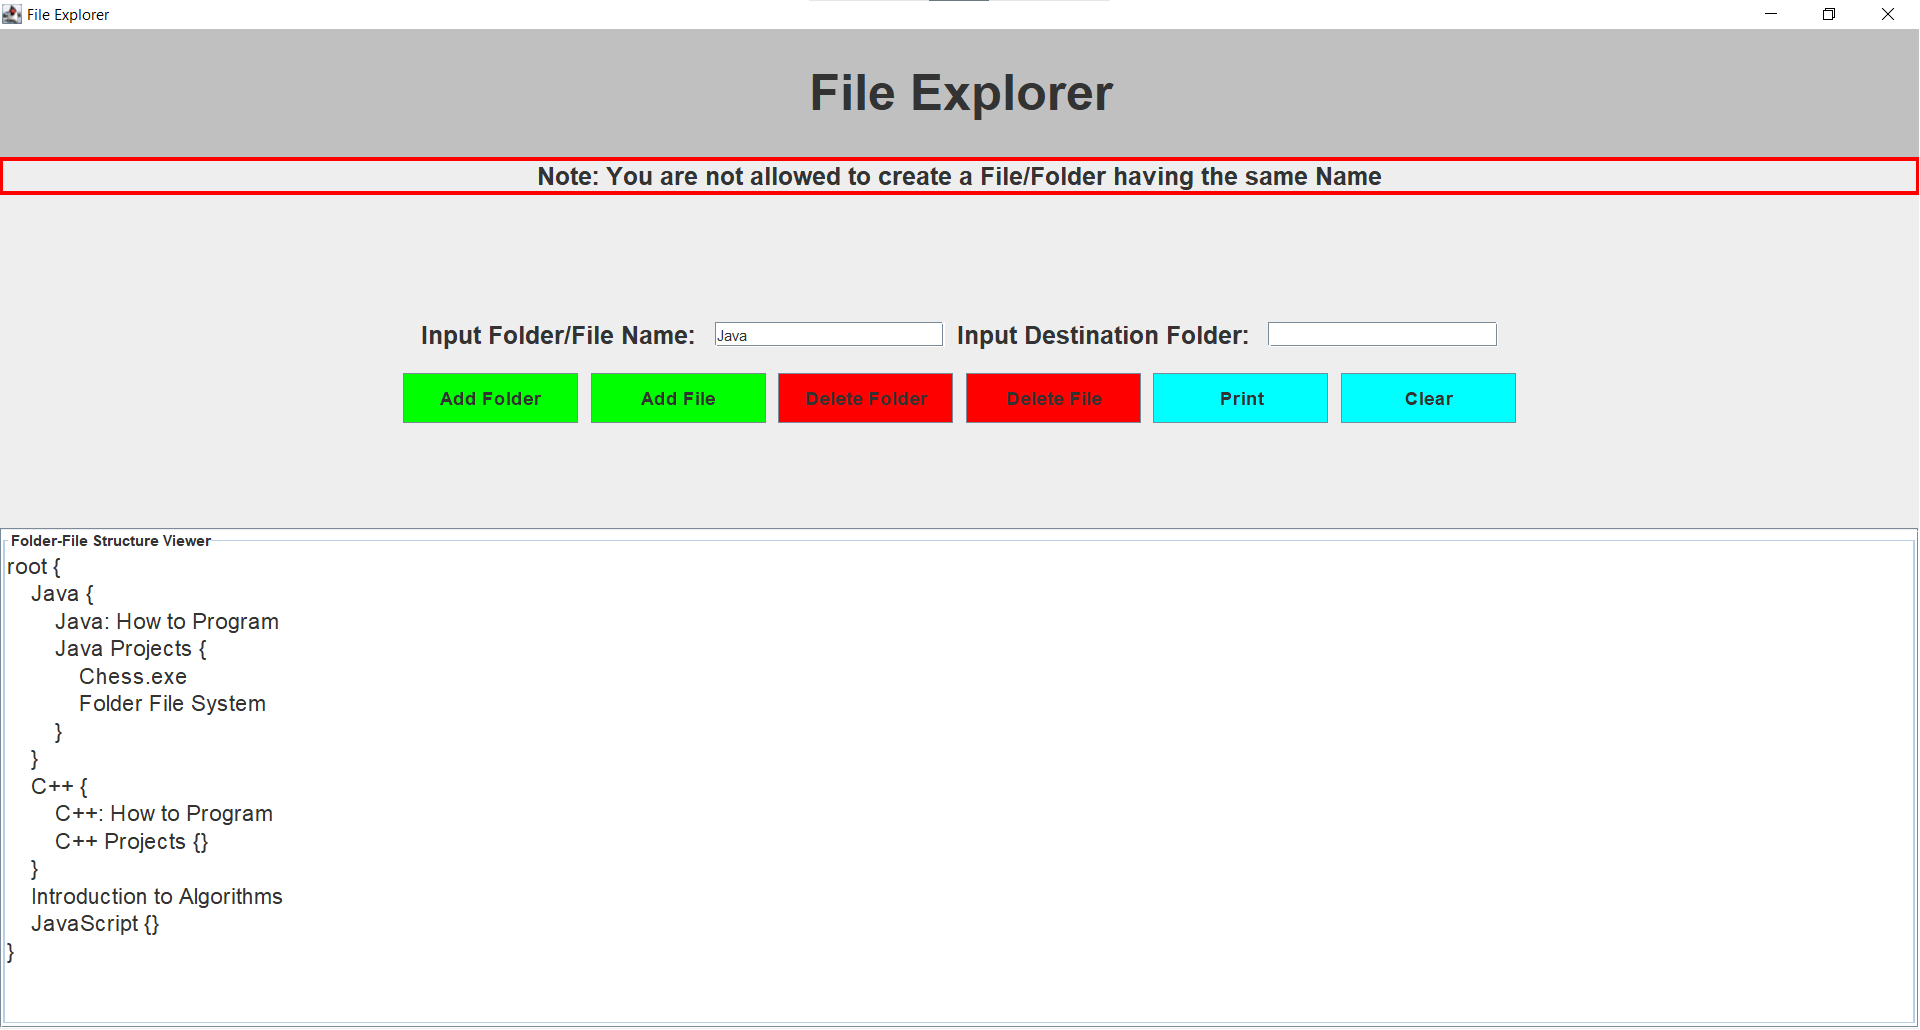 File Explorer
File Explorer
Note: You are not allowed to create a File/Folder having the same Name
Input Folder/File Name: Java Input Destination Folder:
Add Folder Add File Delete Folder Delete File Print Clear
Folder-File Structure Viewer
root {
    Java {
        Java: How to Program
        Java Projects {
            Chess.exe
            Folder File System
        }
    }
    C++ {
        C++: How to Program
        C++ Projects {}
    }
    Introduction to Algorithms
    JavaScript {}
}